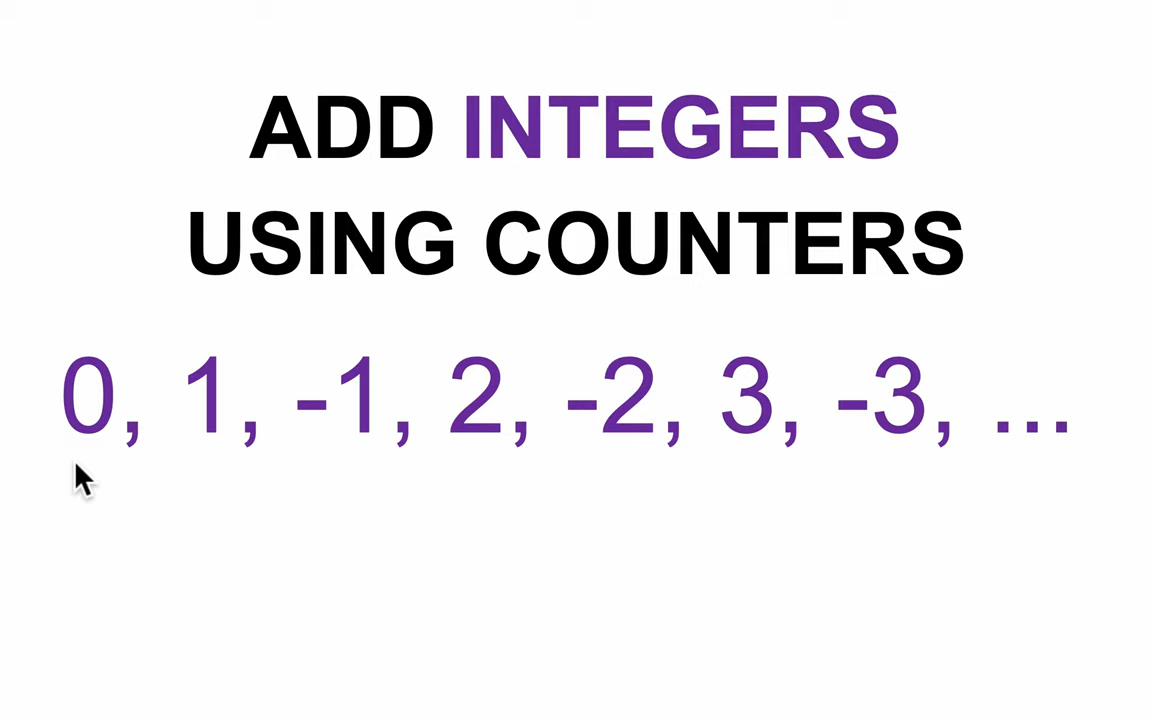 ADD INTEGERS
USING COUNTERS
0, 1, -1, 2, -2, 3, -3, ...